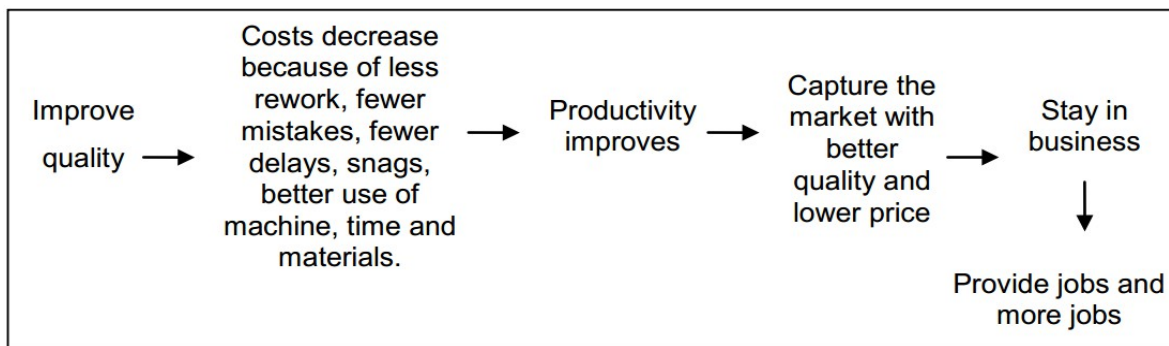 Improve
quality
Costs decrease
because of less
rework, fewer
mistakes, fewer
delays, snags,
better use of
machine, time and
materials.
Productivity
improves
Capture the
market with
better
quality and
lower price
Stay in
business
Provide jobs and
more jobs